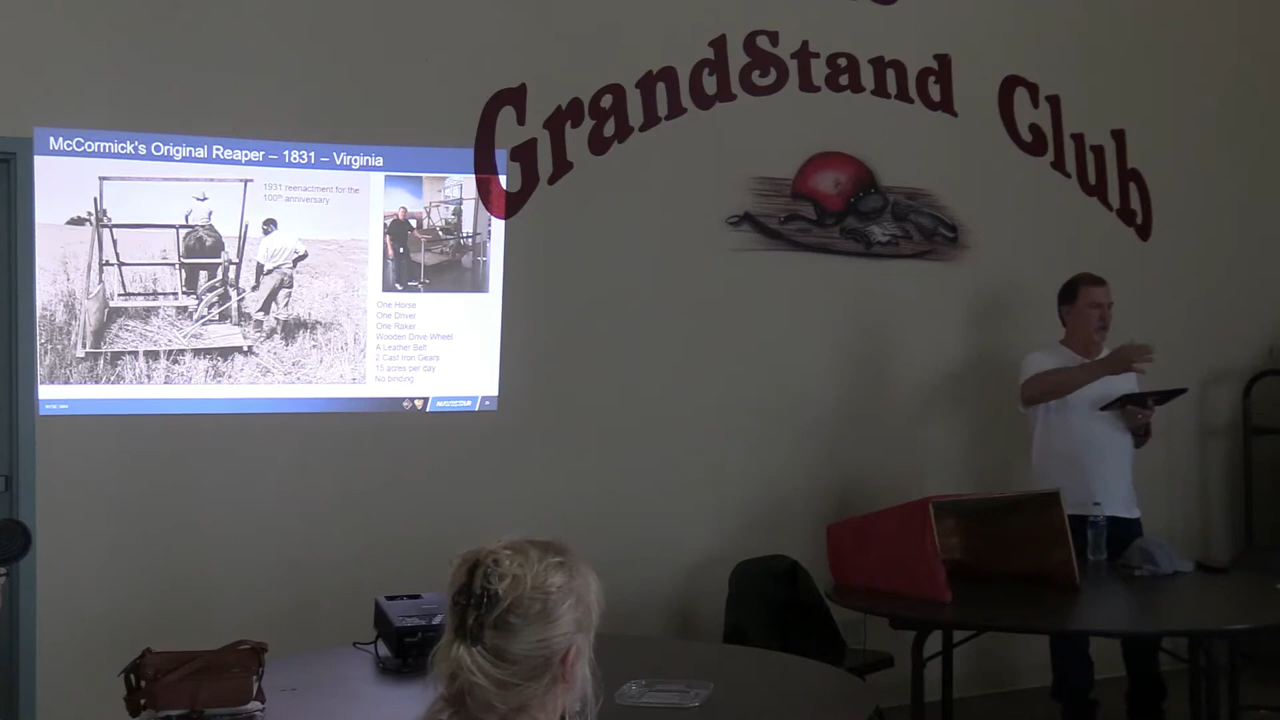 GrandStand Club
McCormick's Original Reaper – 1831 – Virginia
1931 reenactment for the
100th anniversary
One Horse
One Driver
One Raker
Wooden Drive Wheel
A Leather Belt
2 Cast Iron Gears
15 acres per day
No binding
NAVISTAR